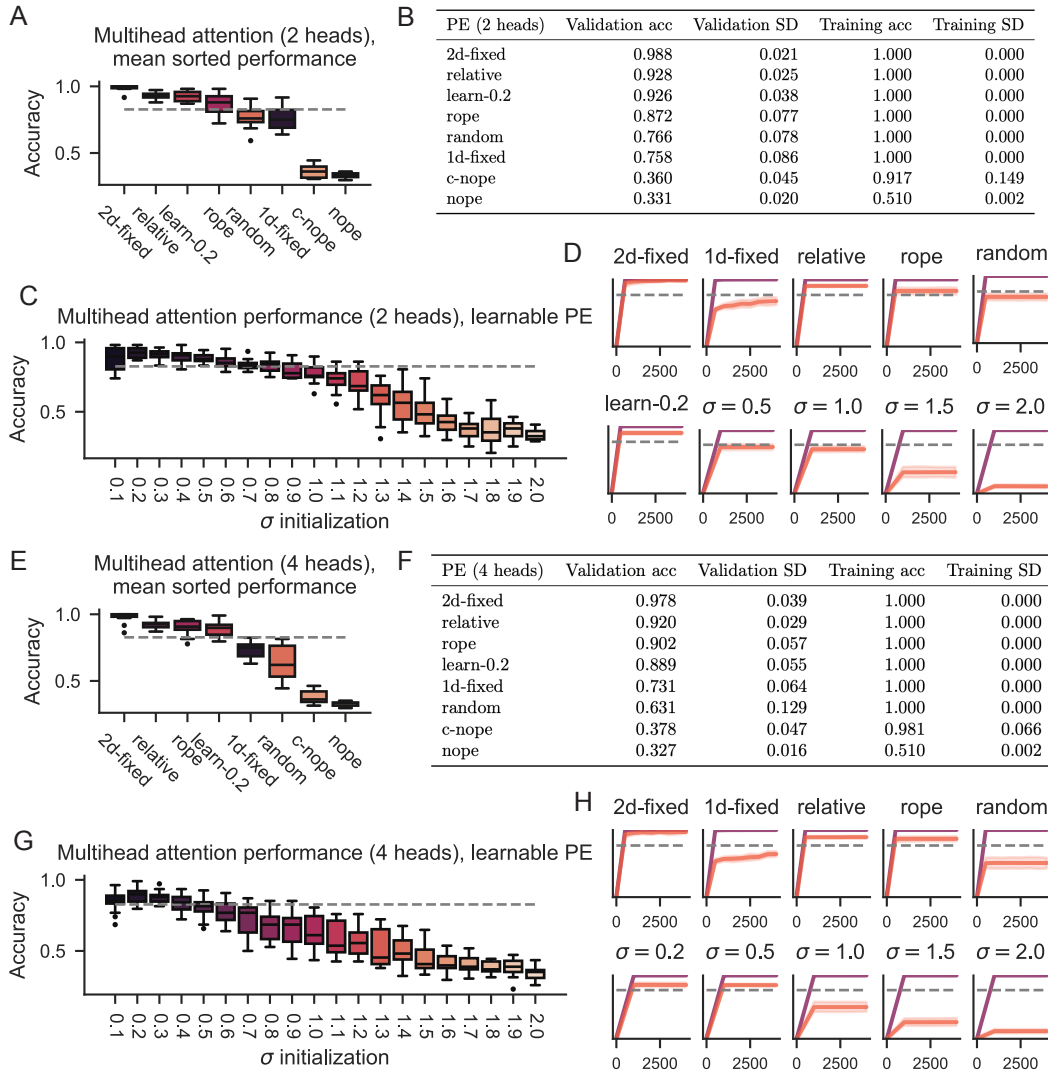 A
Multihead attention (2 heads),
mean sorted performance
1.0
0.5
Accuracy
2d-fixed
relative
learn-0.2
rope
random
1d-fixed
c-nope
nope
B
PE (2 heads) Validation acc Validation SD Training acc Training SD
2d-fixed 0.988 0.021 1.000 0.000
relative 0.928 0.025 1.000 0.000
learn-0.2 0.926 0.038 1.000 0.000
rope 0.872 0.077 1.000 0.000
random 0.766 0.078 1.000 0.000
1d-fixed 0.758 0.086 1.000 0.000
c-nope 0.360 0.045 0.917 0.149
nope 0.331 0.020 0.510 0.002
C
Multihead attention performance (2 heads), learnable PE
1.0
0.5
Accuracy
0.1
0.2
0.3
0.4
0.5
0.6
0.7
0.8
0.9
1.0
1.1
1.2
1.3
1.4
1.5
1.6
1.7
1.8
1.9
2.0
σ initialization
D
2d-fixed 1d-fixed relative rope random
0 2500 0 2500 0 2500 0 2500 0 2500
learn-0.2 σ = 0.5 σ = 1.0 σ = 1.5 σ = 2.0
0 2500 0 2500 0 2500 0 2500 0 2500
E
Multihead attention (4 heads),
mean sorted performance
1.0
0.5
Accuracy
2d-fixed
relative
rope
learn-0.2
1d-fixed
random
c-nope
nope
F
PE (4 heads) Validation acc Validation SD Training acc Training SD
2d-fixed 0.978 0.039 1.000 0.000
relative 0.920 0.029 1.000 0.000
rope 0.902 0.057 1.000 0.000
learn-0.2 0.889 0.055 1.000 0.000
1d-fixed 0.731 0.064 1.000 0.000
random 0.631 0.129 1.000 0.000
c-nope 0.378 0.047 0.981 0.066
nope 0.327 0.016 0.510 0.002
G
Multihead attention performance (4 heads), learnable PE
1.0
0.5
Accuracy
0.1
0.2
0.3
0.4
0.5
0.6
0.7
0.8
0.9
1.0
1.1
1.2
1.3
1.4
1.5
1.6
1.7
1.8
1.9
2.0
σ initialization
H
2d-fixed 1d-fixed relative rope random
σ = 0.2 σ = 0.5 σ = 1.0 σ = 1.5 σ = 2.0
0 2500 0 2500 0 2500 0 2500 0 2500